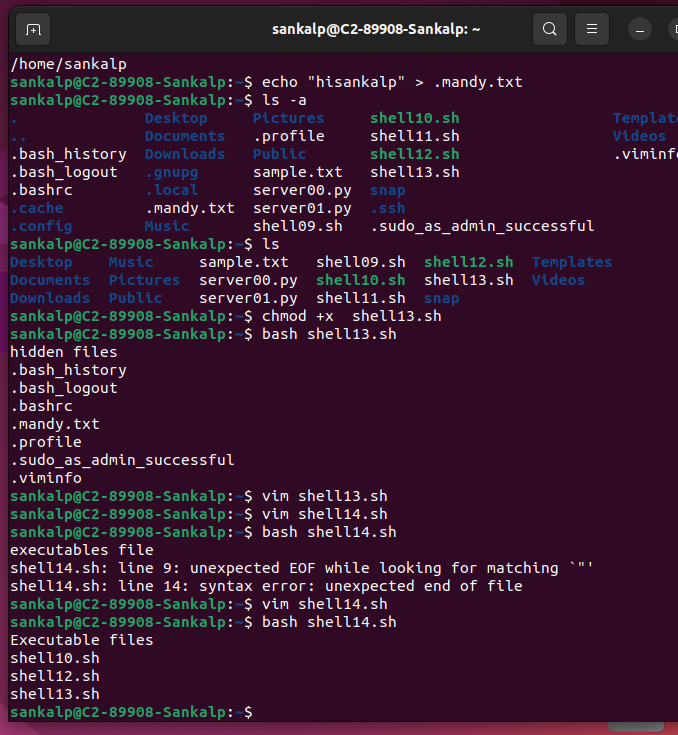 sankalp@C2-89908-Sankalp: ~
/home/sankalp
sankalp@C2-89908-Sankalp:~$ echo "hisankalp" > .mandy.txt
sankalp@C2-89908-Sankalp:~$ ls -a
. Desktop Pictures shell10.sh Template
.. Documents .profile shell11.sh Videos
.bash_history Downloads Public shell12.sh .viminfo
.bash_logout .gnupg sample.txt shell13.sh
.bashrc .local server00.py snap
.cache .mandy.txt server01.py .ssh
.config Music shell09.sh .sudo_as_admin_successful
sankalp@C2-89908-Sankalp:~$ ls
Desktop Music sample.txt shell09.sh shell12.sh Templates
Documents Pictures server00.py shell10.sh shell13.sh Videos
Downloads Public server01.py shell11.sh snap
sankalp@C2-89908-Sankalp:~$ chmod +x  shell13.sh
sankalp@C2-89908-Sankalp:~$ bash shell13.sh
hidden files
.bash_history
.bash_logout
.bashrc
.mandy.txt
.profile
.sudo_as_admin_successful
.viminfo
sankalp@C2-89908-Sankalp:~$ vim shell13.sh
sankalp@C2-89908-Sankalp:~$ vim shell14.sh
sankalp@C2-89908-Sankalp:~$ bash shell14.sh
executables file
shell14.sh: line 9: unexpected EOF while looking for matching `"'
shell14.sh: line 14: syntax error: unexpected end of file
sankalp@C2-89908-Sankalp:~$ vim shell14.sh
sankalp@C2-89908-Sankalp:~$ bash shell14.sh
Executable files
shell10.sh
shell12.sh
shell13.sh
sankalp@C2-89908-Sankalp:~$